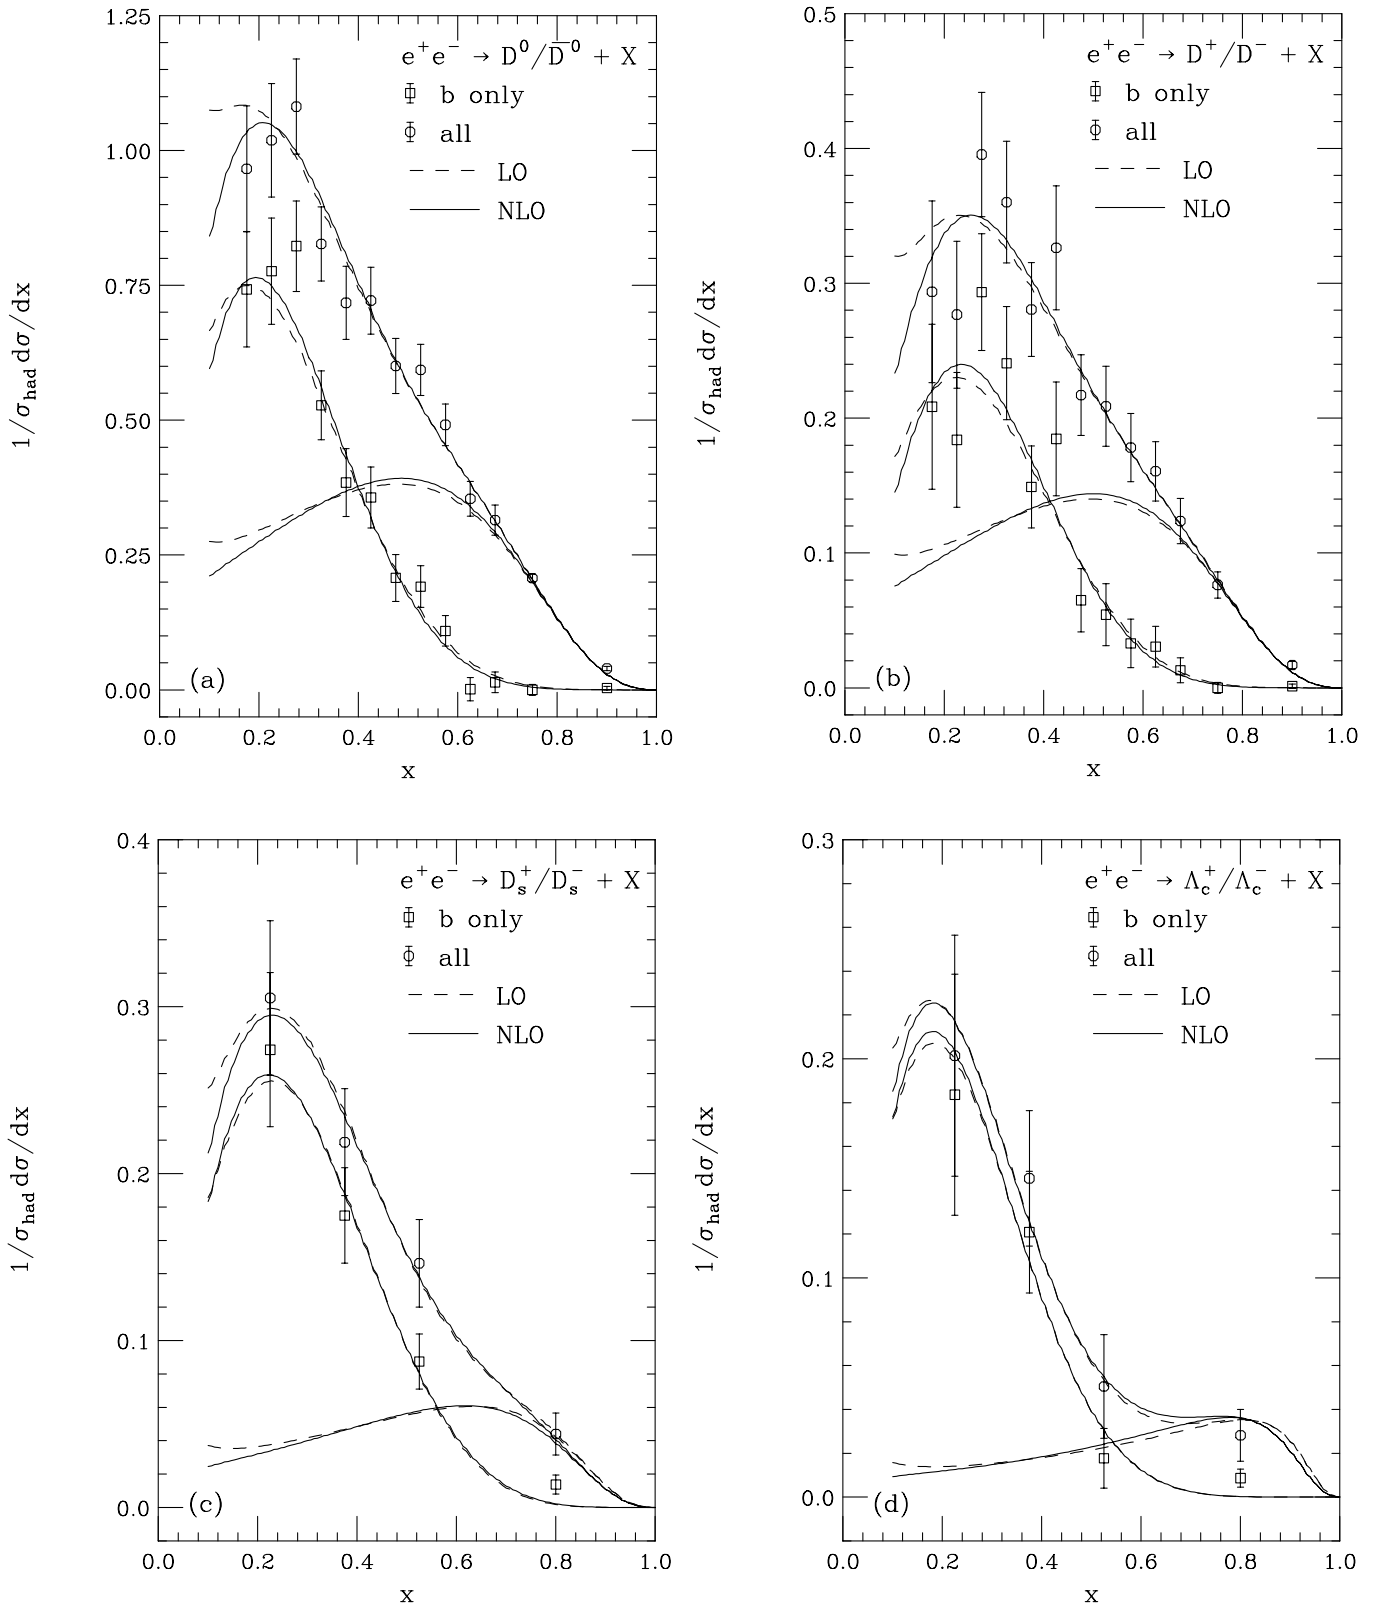 1.25
1.00
0.75
0.50
0.25
0.00
1/σ_had dσ/dx
e⁺e⁻ → D⁰/D̅⁰ + X
b only
all
LO
NLO
(a)
0.0 0.2 0.4 0.6 0.8 1.0
x
0.5
0.4
0.3
0.2
0.1
0.0
1/σ_had dσ/dx
e⁺e⁻ → D⁺/D⁻ + X
b only
all
LO
NLO
(b)
0.0 0.2 0.4 0.6 0.8 1.0
x
0.4
0.3
0.2
0.1
0.0
1/σ_had dσ/dx
e⁺e⁻ → D_s⁺/D_s⁻ + X
b only
all
LO
NLO
(c)
0.0 0.2 0.4 0.6 0.8 1.0
x
0.3
0.2
0.1
0.0
1/σ_had dσ/dx
e⁺e⁻ → Λ_c⁺/Λ_c⁻ + X
b only
all
LO
NLO
(d)
0.0 0.2 0.4 0.6 0.8 1.0
x